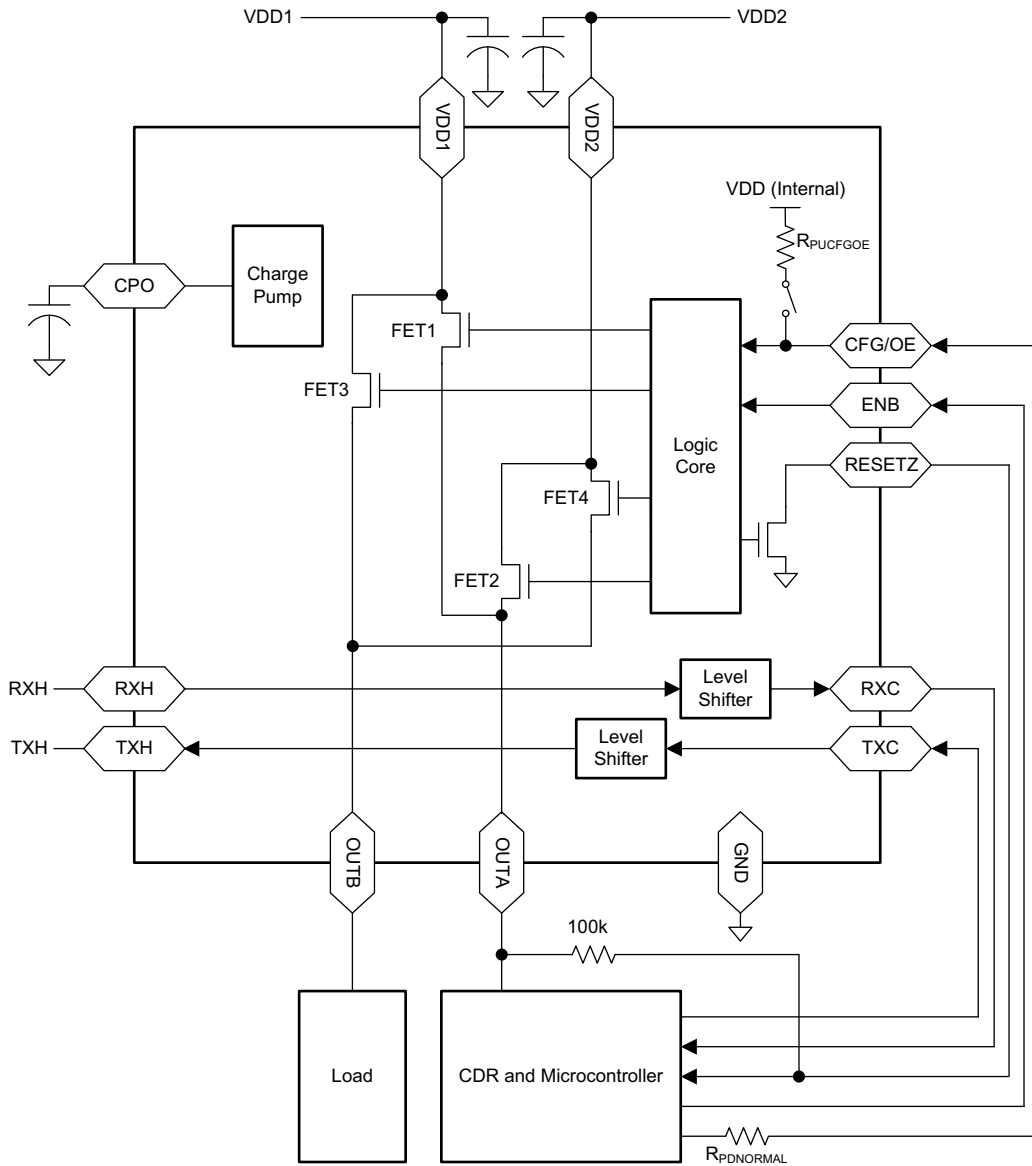 VDD1
VDD2
VDD1
VDD2
VDD (Internal)
RPUCFGOE
CPO
Charge
Pump
FET1
CFG/OE
FET3
ENB
Logic
Core
RESETZ
FET4
FET2
RXH
RXH
Level
Shifter
RXC
TXH
TXH
Level
Shifter
TXC
OUTB
OUTA
GND
100k
Load
CDR and Microcontroller
RPDNORMAL